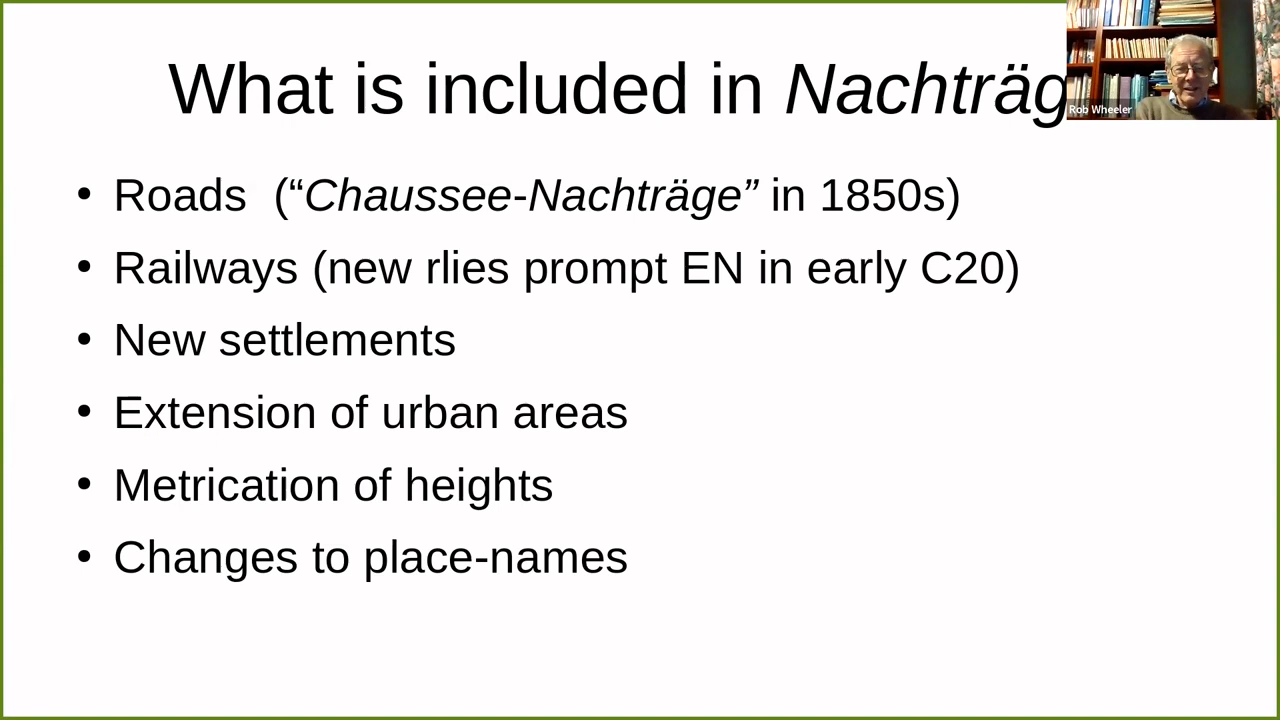 What is included in Nachträg
Rob Wheeler
• Roads (“Chaussee-Nachträge” in 1850s)
• Railways (new rlies prompt EN in early C20)
• New settlements
• Extension of urban areas
• Metrication of heights
• Changes to place-names